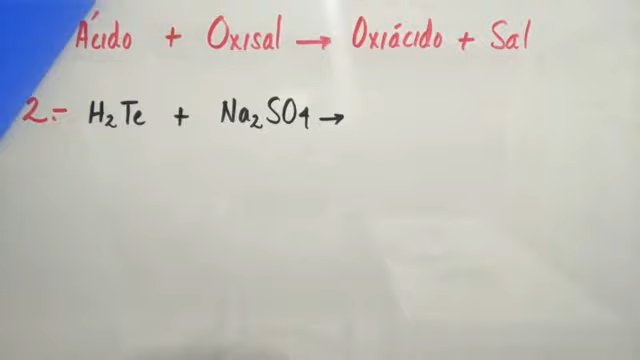 Ácido + Oxisal → Oxiácido + Sal
2.- H₂Te + Na₂SO₄ →